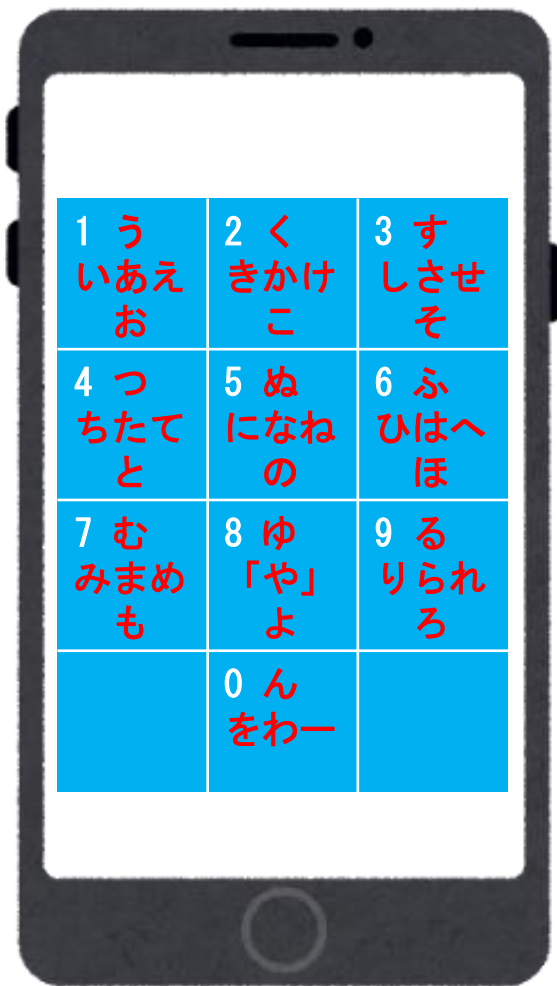 1 う
いあえ
お
2 く
きかけ
こ
3 す
しさせ
そ
4 つ
ちたて
と
5 ぬ
になね
の
6 ふ
ひはへ
ほ
7 む
みまめ
も
8 ゆ
「や」
よ
9 る
りられ
ろ
0 ん
をわー